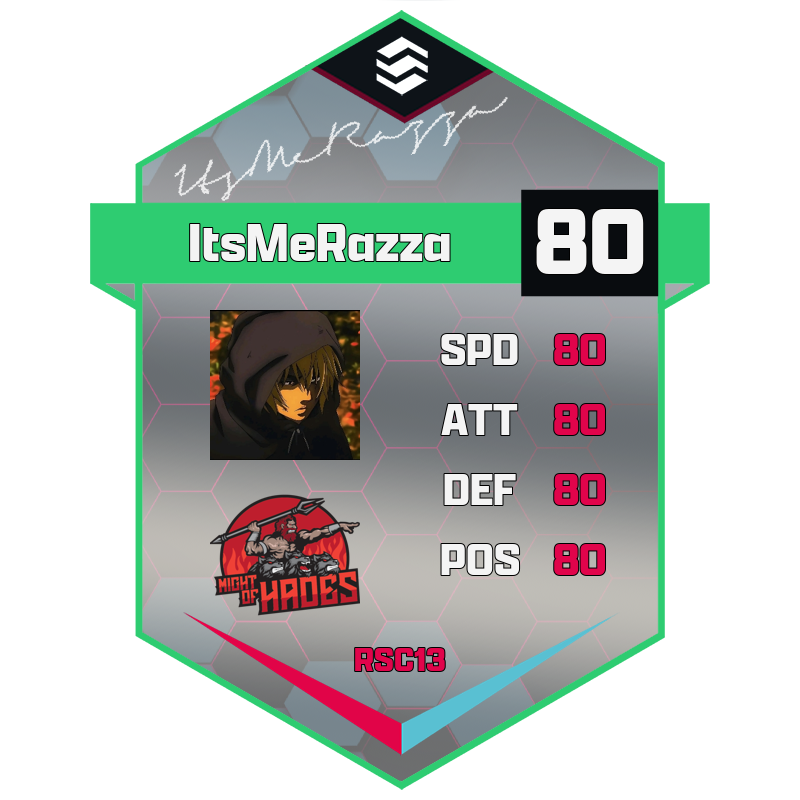 ItsMeRazza
ItsMeRazza 80
SPD 80
ATT 80
DEF 80
POS 80
MIGHT
OF HADES
RSC13